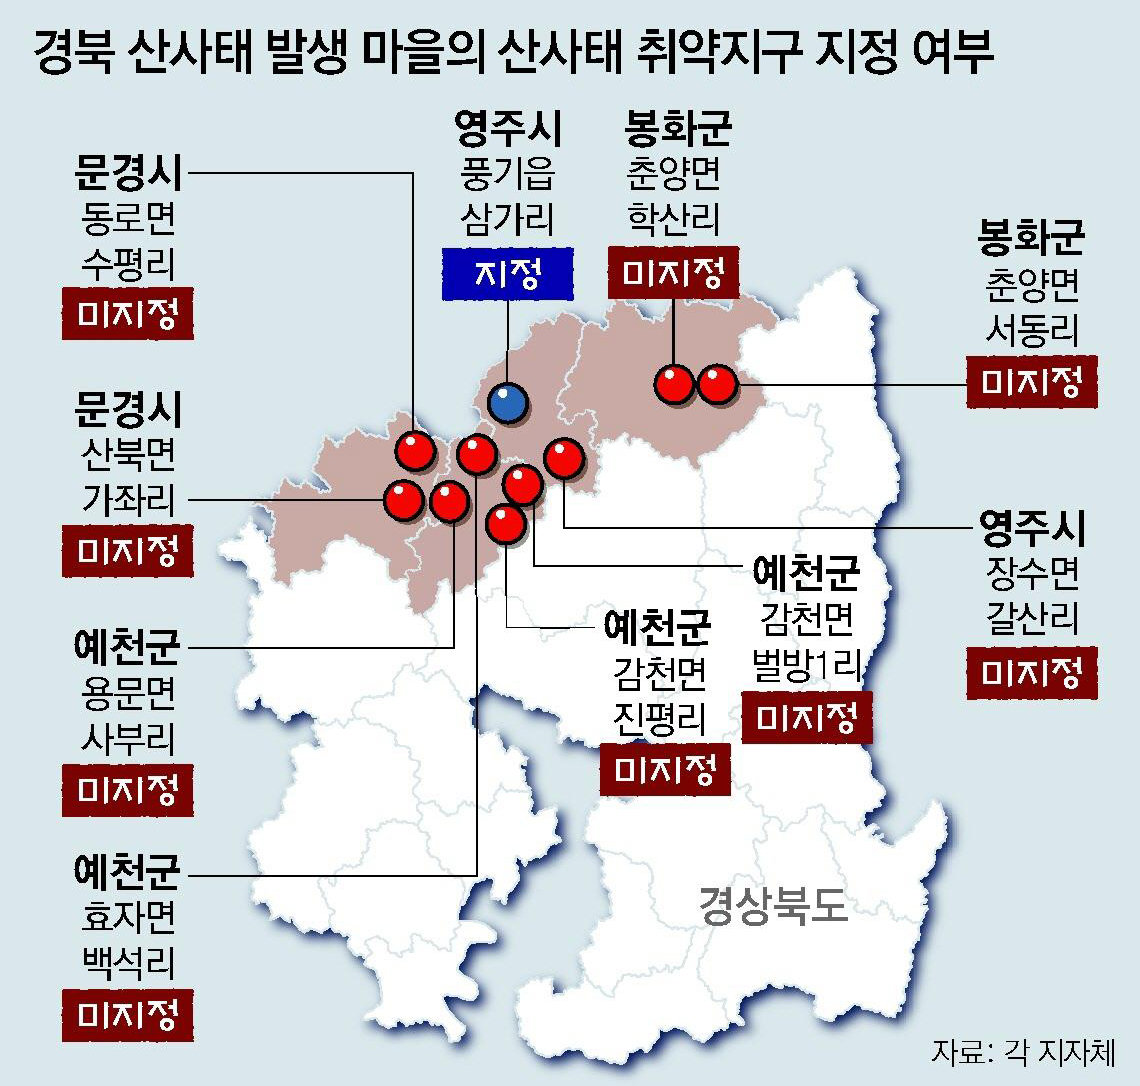 경북 산사태 발생 마을의 산사태 취약지구 지정 여부
문경시
동로면
수평리
미지정
영주시
풍기읍
삼가리
지정
봉화군
춘양면
학산리
미지정
봉화군
춘양면
서동리
미지정
문경시
산북면
가좌리
미지정
영주시
장수면
갈산리
미지정
예천군
감천면
벌방1리
미지정
예천군
감천면
진평리
미지정
예천군
용문면
사부리
미지정
예천군
효자면
백석리
미지정
경상북도
자료: 각 지자체